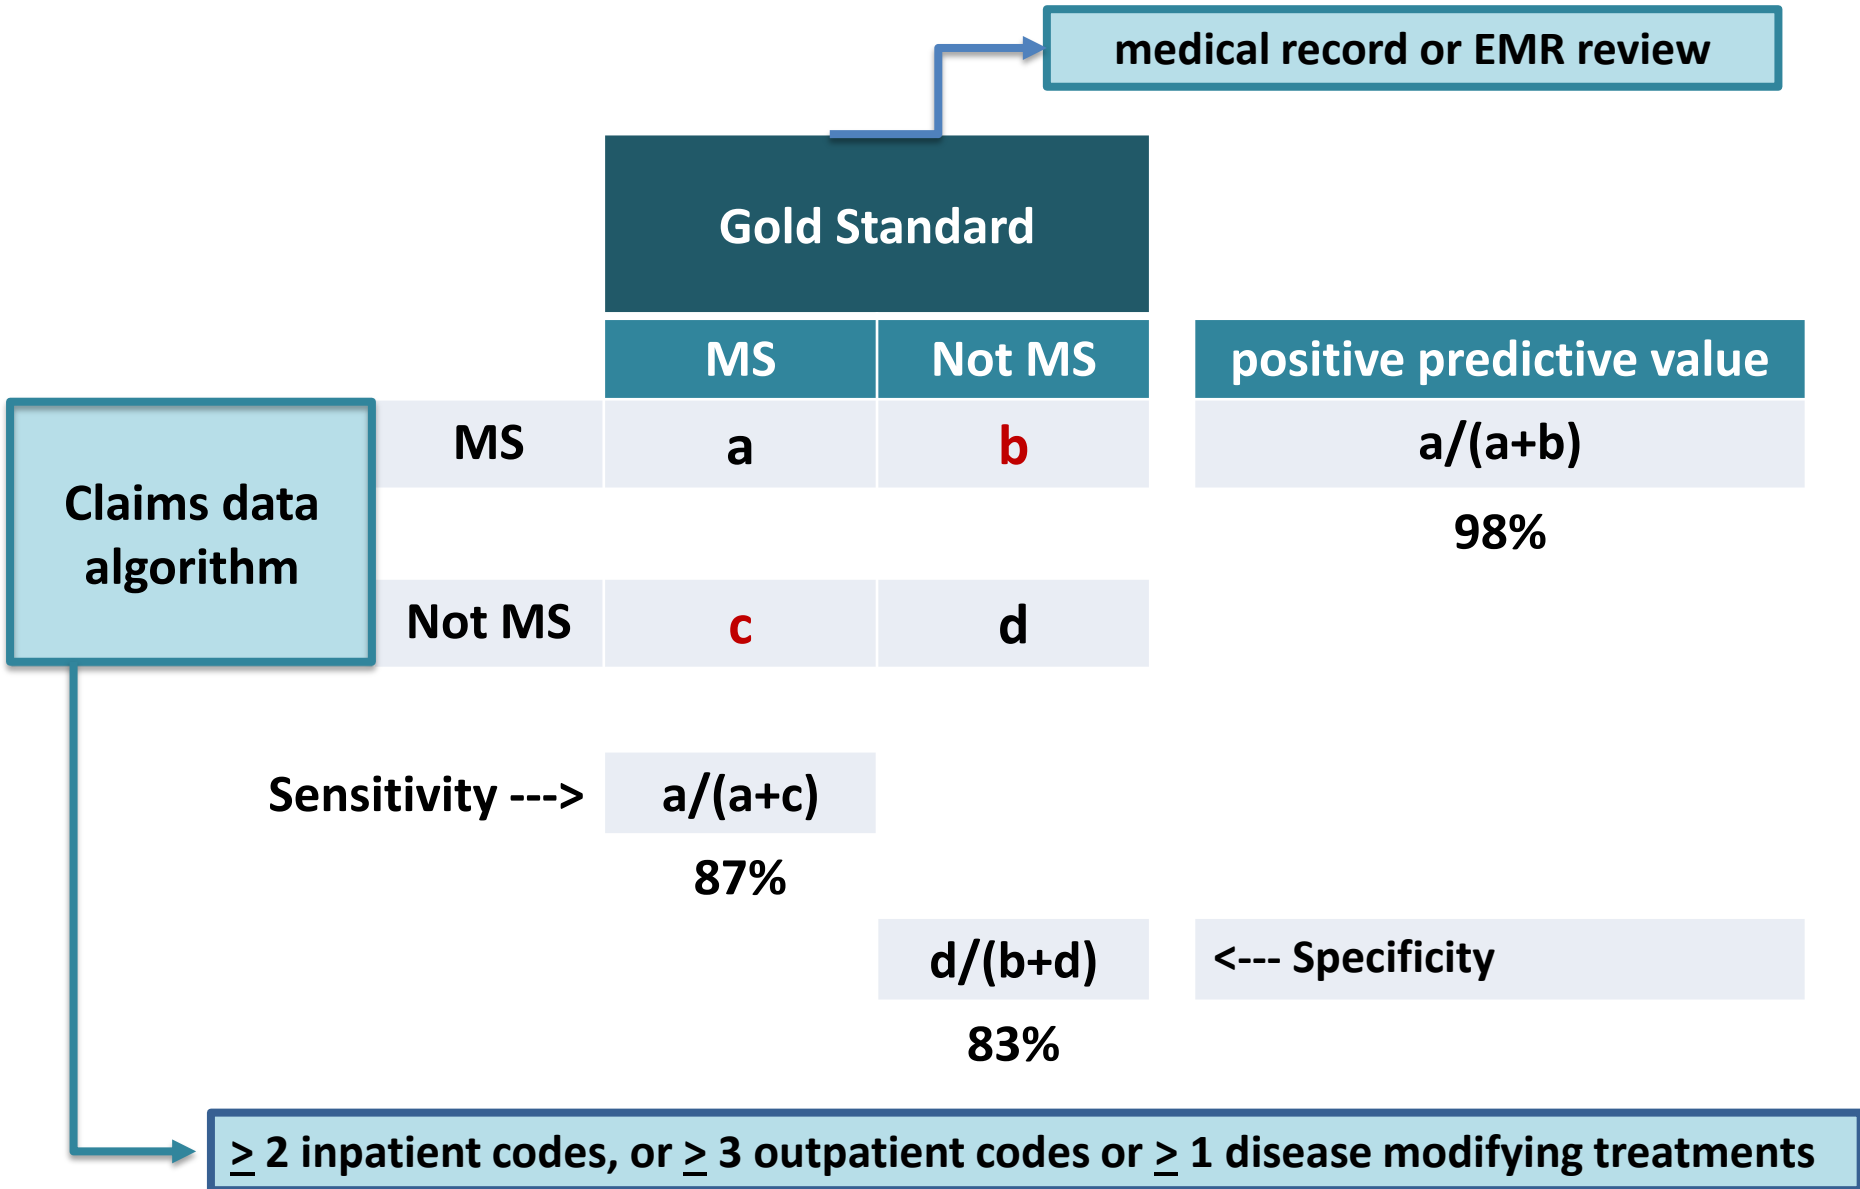 medical record or EMR review
Gold Standard
MS Not MS positive predictive value
Claims data
algorithm
MS a b a/(a+b)
98%
Not MS c d
Sensitivity ---> a/(a+c)
87%
d/(b+d) <--- Specificity
83%
≥ 2 inpatient codes, or ≥ 3 outpatient codes or ≥ 1 disease modifying treatments